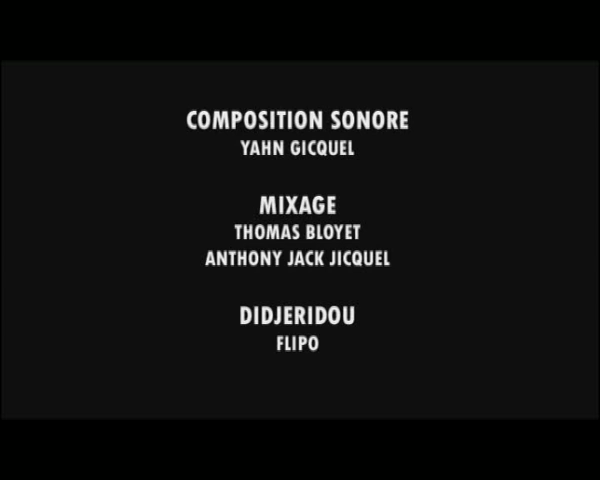 COMPOSITION SONORE
YAHN GICQUEL
MIXAGE
THOMAS BLOYET
ANTHONY JACK JICQUEL
DIDJERIDOU
FLIPO